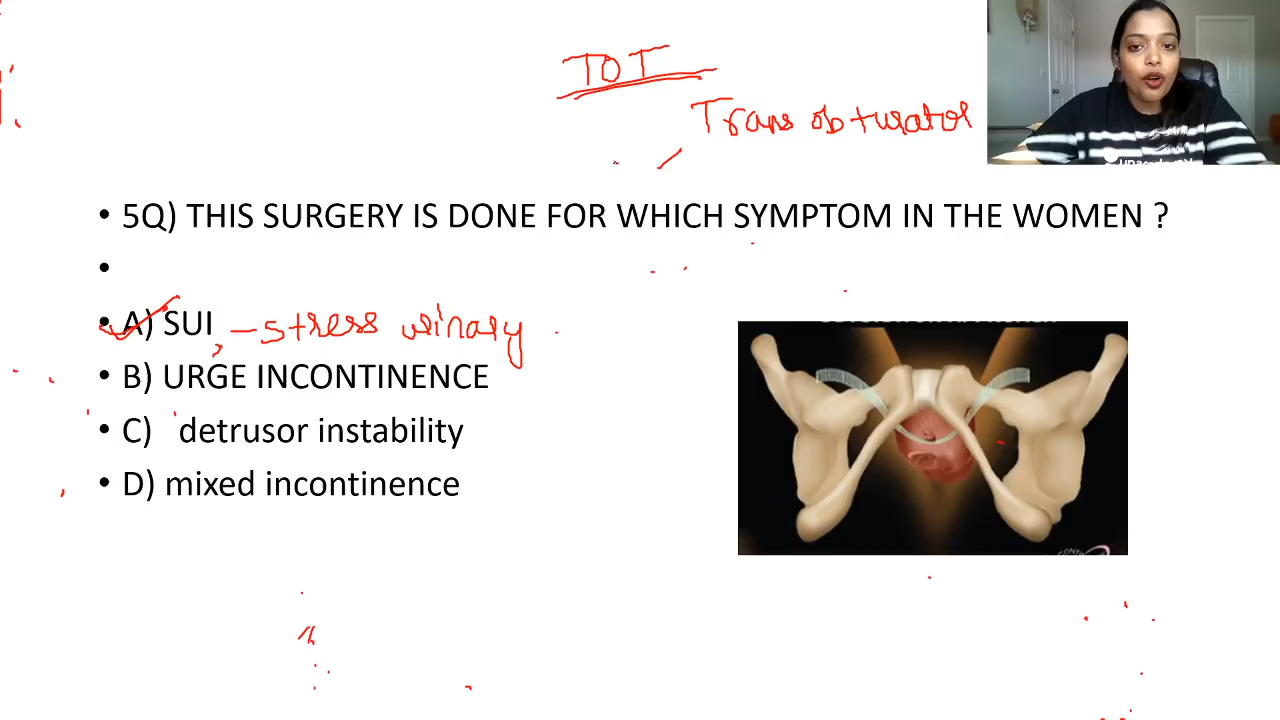 TOT
Trans obturator
• 5Q) THIS SURGERY IS DONE FOR WHICH SYMPTOM IN THE WOMEN ?
•
• A) SUI, – stress urinary
• B) URGE INCONTINENCE
• C) detrusor instability
• D) mixed incontinence